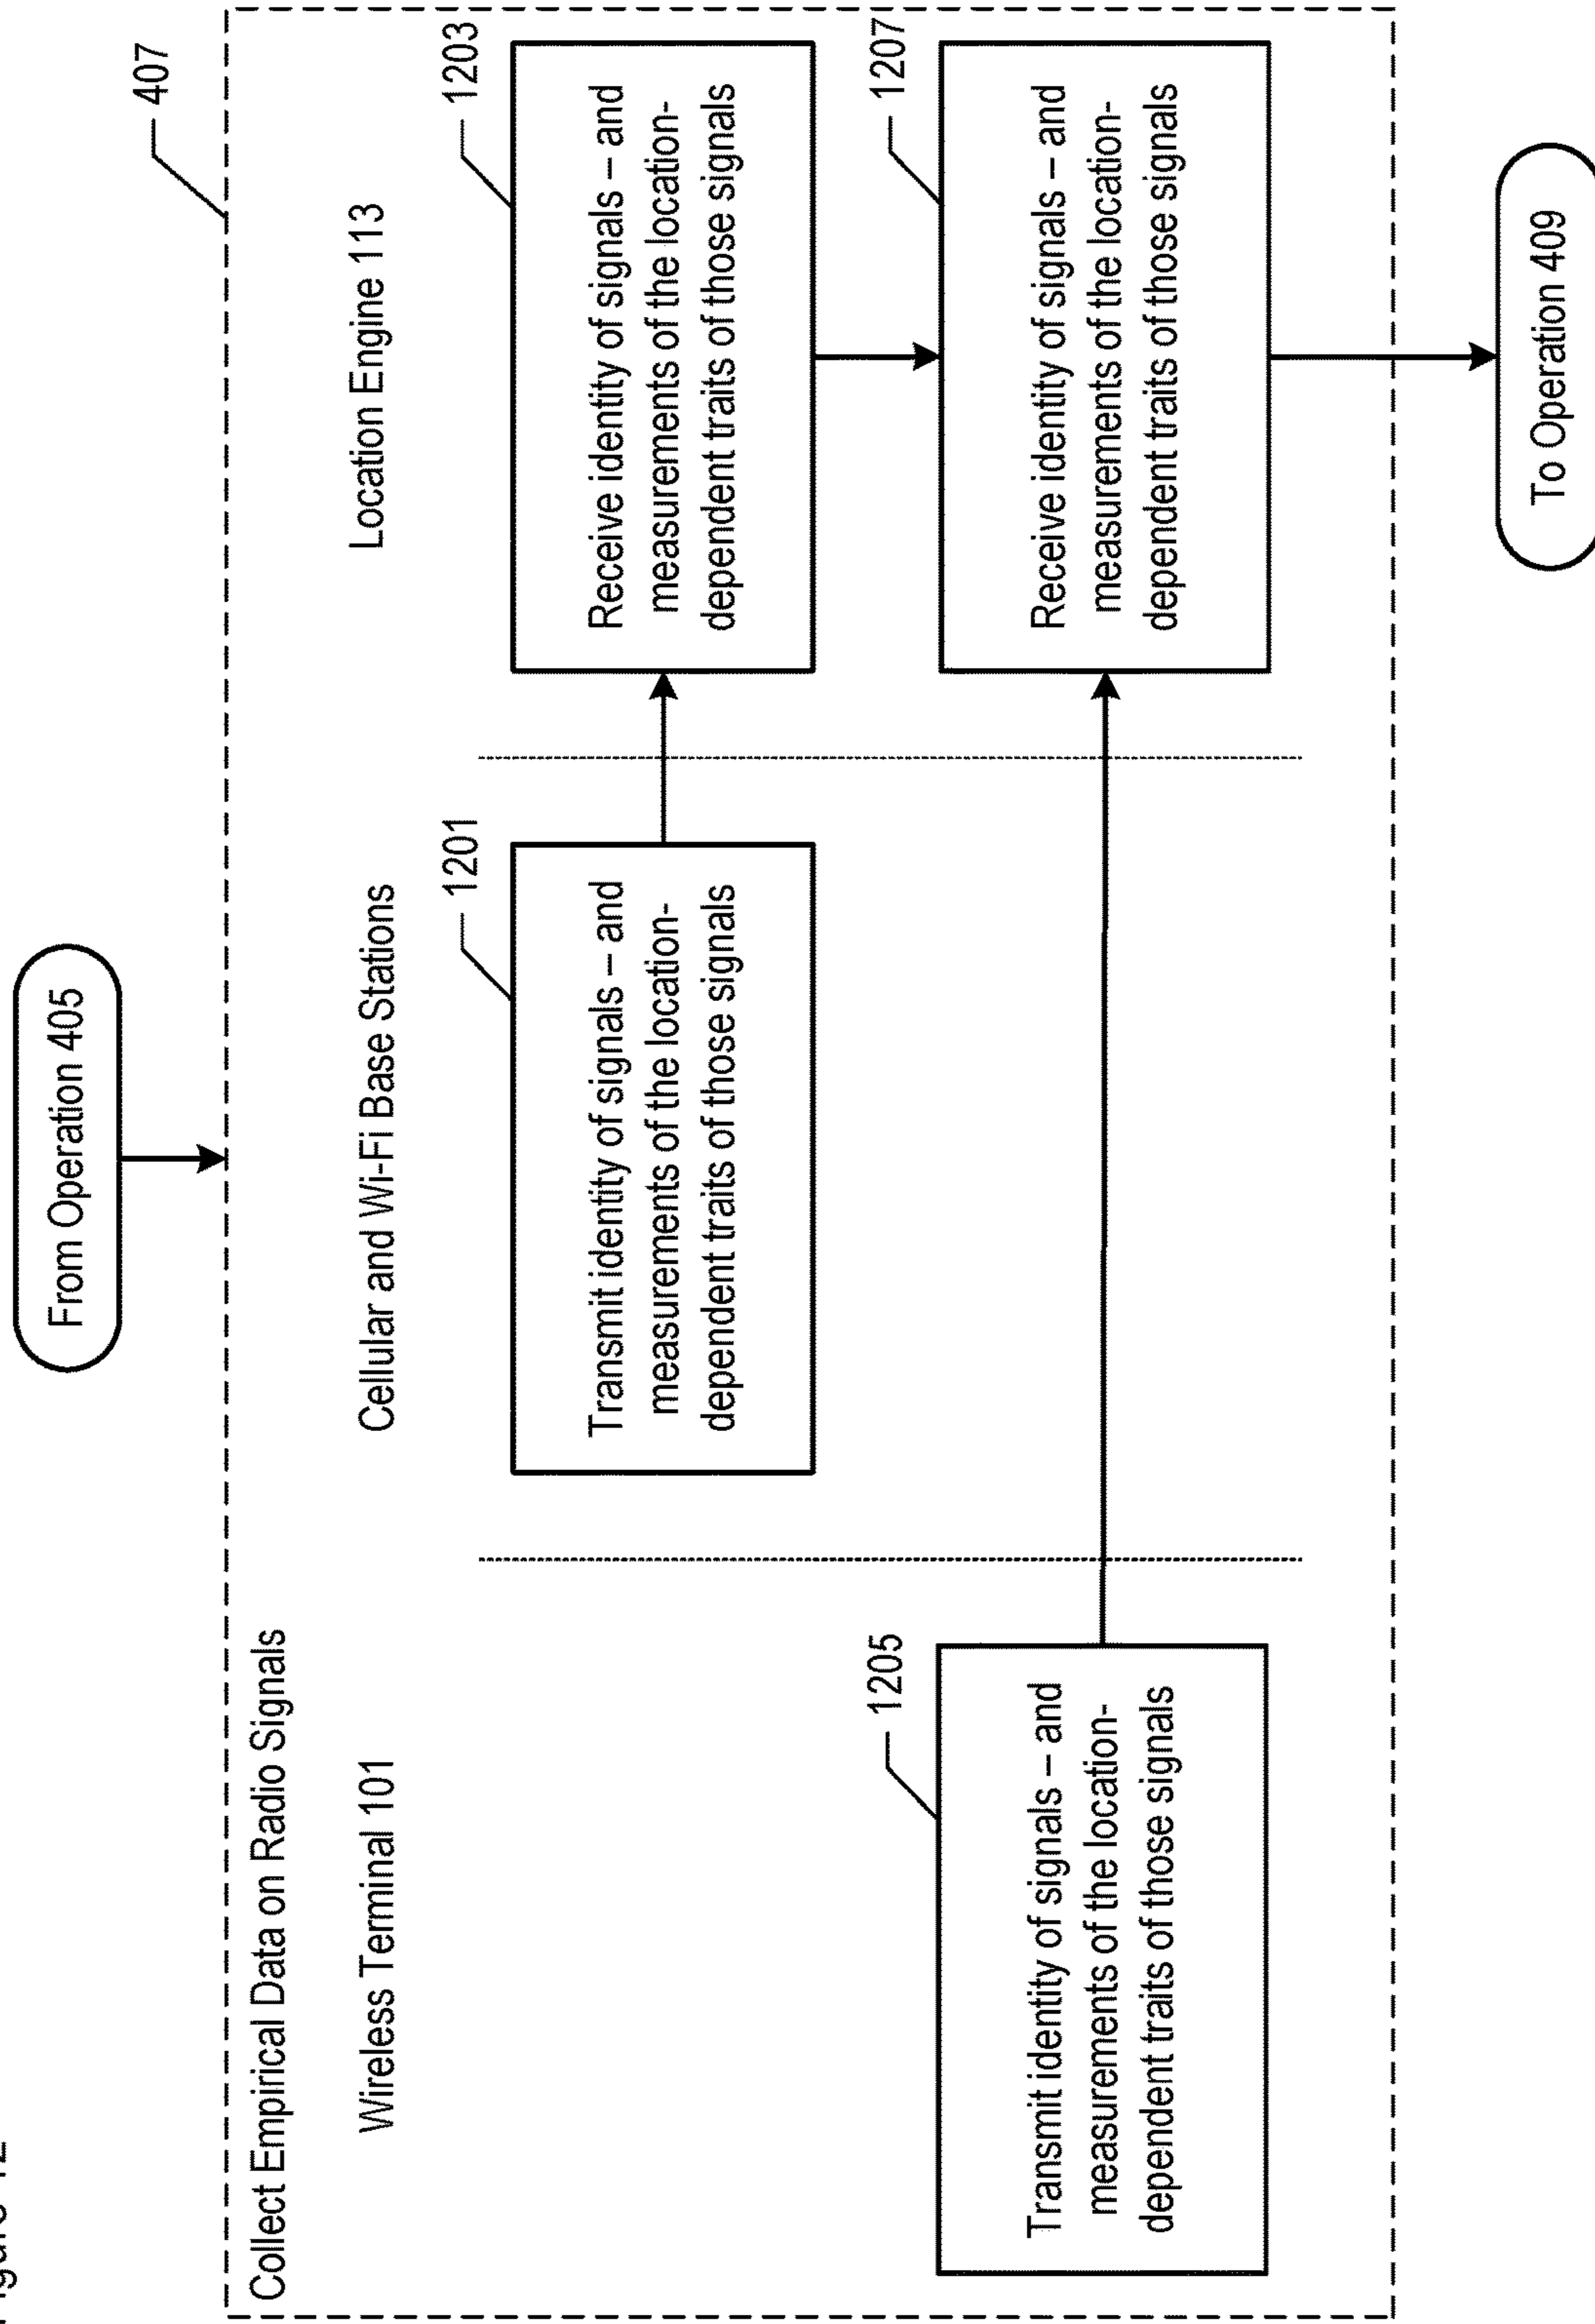 Figure 12
From Operation 405
407
Collect Empirical Data on Radio Signals
Wireless Terminal 101
Cellular and Wi-Fi Base Stations
Location Engine 113
1201
Transmit identity of signals – and
measurements of the location-
dependent traits of those signals
1203
Receive identity of signals – and
measurements of the location-
dependent traits of those signals
1205
Transmit identity of signals – and
measurements of the location-
dependent traits of those signals
1207
Receive identity of signals – and
measurements of the location-
dependent traits of those signals
To Operation 409